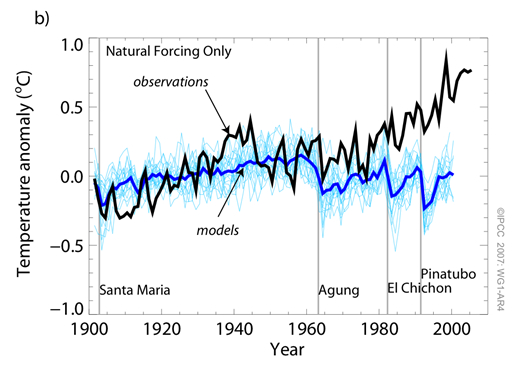 b)
1.0
Natural Forcing Only
observations
0.5
Temperature anomaly (°C)
0.0
models
−0.5
Santa Maria
Agung
El Chichon
Pinatubo
−1.0
1900
1920
1940
1960
1980
2000
Year
©IPCC 2007: WG1-AR4